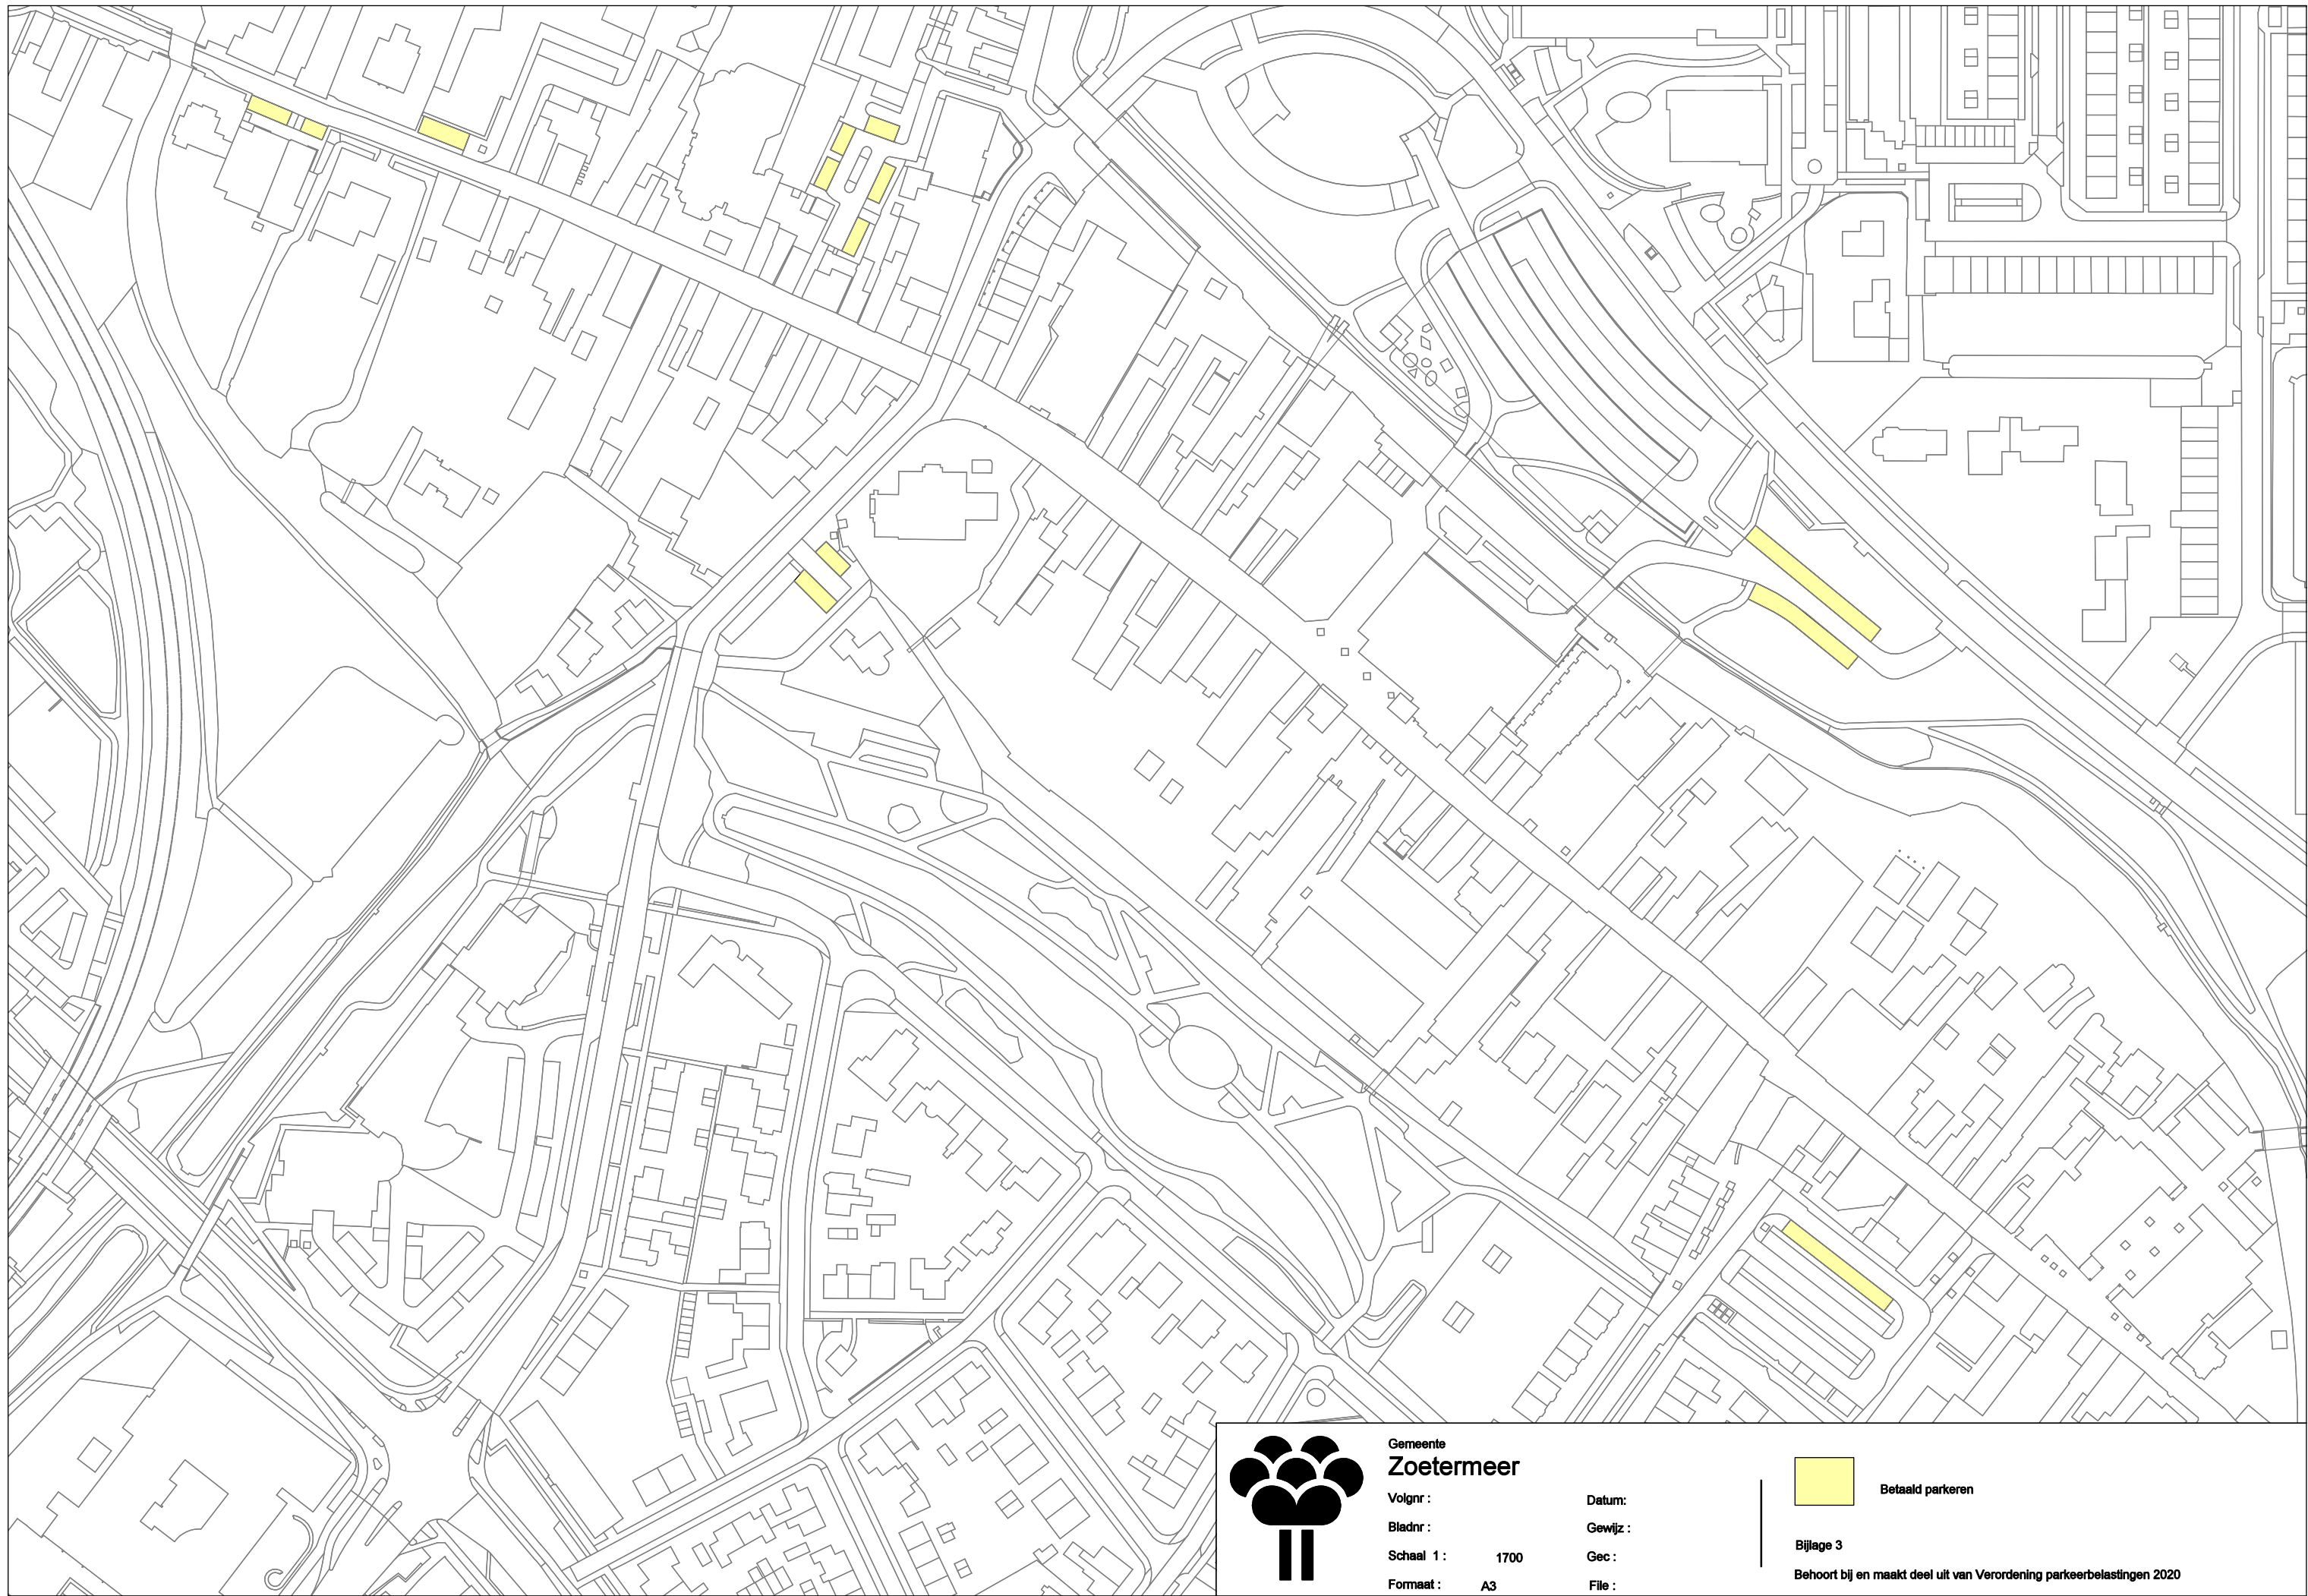 Gemeente
Zoetermeer
Volgnr :
Datum:
Bladnr :
Gewijz :
Schaal 1 : 1700
Gec :
Formaat : A3
File :
Betaald parkeren
Bijlage 3
Behoort bij en maakt deel uit van Verordening parkeerbelastingen 2020